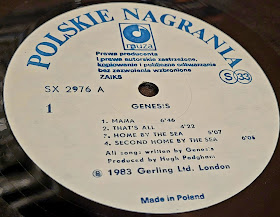 POLSKIE NAGRANIA
muza
Prawa producenta
i prawa autorskie zastrzeżone,
kopiowanie i publiczne odtwarzanie
bez zezwolenia wzbronione
ZAIKS
S 33
SX 2976 A
GENESIS
1
1. MAMA 6:46
2. THAT'S ALL 4:22
3. HOME BY THE SEA 5:07
4. SECOND HOME BY THE SEA 6:06
All songs written by Genesis
Produced by Hugh Padgham
Ⓟ 1983 Gerling Ltd. London
Made in Poland